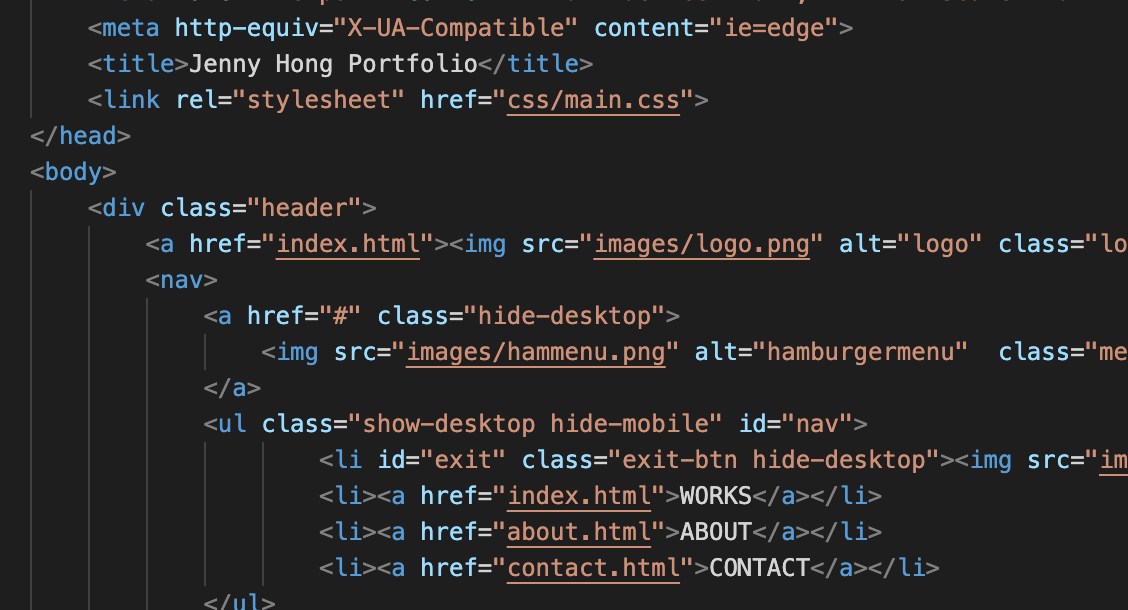 <meta http-equiv="X-UA-Compatible" content="ie=edge">
<title>Jenny Hong Portfolio</title>
<link rel="stylesheet" href="css/main.css">
</head>
<body>
<div class="header">
<a href="index.html"><img src="images/logo.png" alt="logo" class="lo
<nav>
<a href="#" class="hide-desktop">
<img src="images/hammenu.png" alt="hamburgermenu"  class="me
</a>
<ul class="show-desktop hide-mobile" id="nav">
<li id="exit" class="exit-btn hide-desktop"><img src="im
<li><a href="index.html">WORKS</a></li>
<li><a href="about.html">ABOUT</a></li>
<li><a href="contact.html">CONTACT</a></li>
</ul>